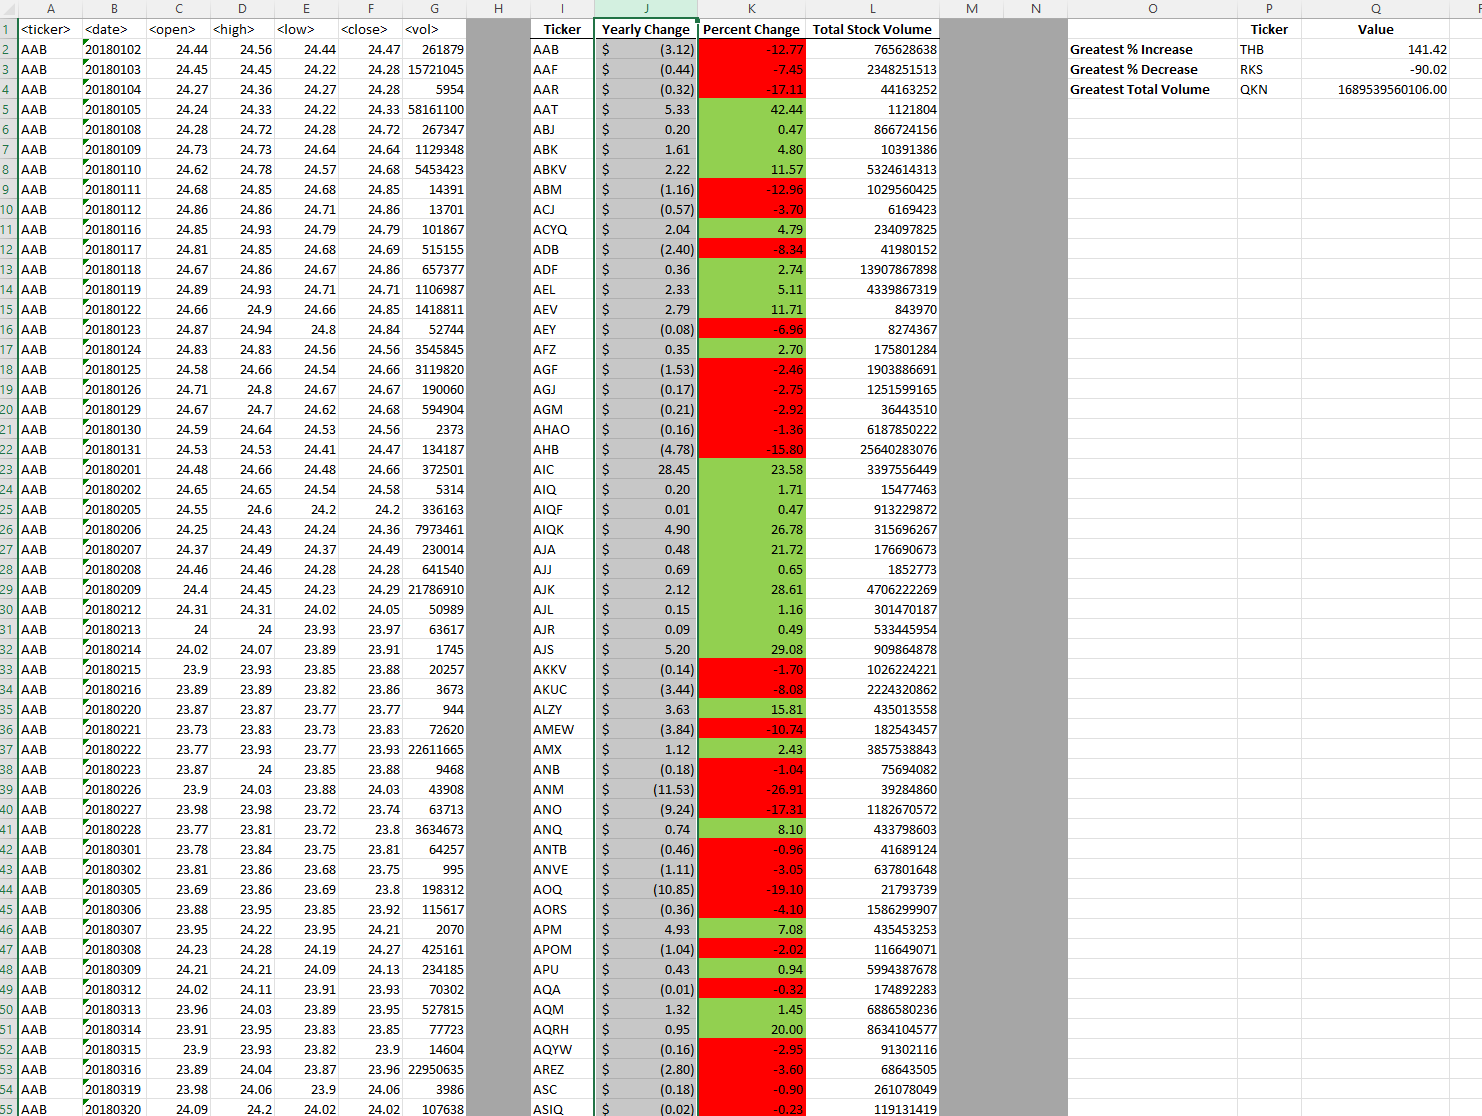 A B C D E F G H I J K L M N O P Q
1 <ticker> <date> <open> <high> <low> <close> <vol> Ticker Yearly Change Percent Change Total Stock Volume Ticker Value
2 AAB 20180102 24.44 24.56 24.44 24.47 261879 AAB $ (3.12) -12.77 765628638 Greatest % Increase THB 141.42
3 AAB 20180103 24.45 24.45 24.22 24.28 15721045 AAF $ (0.44) -7.45 2348251513 Greatest % Decrease RKS -90.02
4 AAB 20180104 24.27 24.36 24.27 24.28 5954 AAR $ (0.32) -17.11 44163252 Greatest Total Volume QKN 1689539560106.00
5 AAB 20180105 24.24 24.33 24.22 24.33 58161100 AAT $ 5.33 42.44 1121804
6 AAB 20180108 24.28 24.72 24.28 24.72 267347 ABJ $ 0.20 0.47 866724156
7 AAB 20180109 24.73 24.73 24.64 24.64 1129348 ABK $ 1.61 4.80 10391386
8 AAB 20180110 24.62 24.78 24.57 24.68 5453423 ABKV $ 2.22 11.57 5324614313
9 AAB 20180111 24.68 24.85 24.68 24.85 14391 ABM $ (1.16) -12.96 1029560425
10 AAB 20180112 24.86 24.86 24.71 24.86 13701 ACJ $ (0.57) -3.70 6169423
11 AAB 20180116 24.85 24.93 24.79 24.79 101867 ACYQ $ 2.04 4.79 234097825
12 AAB 20180117 24.81 24.85 24.68 24.69 515155 ADB $ (2.40) -8.34 41980152
13 AAB 20180118 24.67 24.86 24.67 24.86 657377 ADF $ 0.36 2.74 13907867898
14 AAB 20180119 24.89 24.93 24.71 24.71 1106987 AEL $ 2.33 5.11 4339867319
15 AAB 20180122 24.66 24.9 24.66 24.85 1418811 AEV $ 2.79 11.71 843970
16 AAB 20180123 24.87 24.94 24.8 24.84 52744 AEY $ (0.08) -6.96 8274367
17 AAB 20180124 24.83 24.83 24.56 24.56 3545845 AFZ $ 0.35 2.70 175801284
18 AAB 20180125 24.58 24.66 24.54 24.66 3119820 AGF $ (1.53) -2.46 1903886691
19 AAB 20180126 24.71 24.8 24.67 24.67 190060 AGJ $ (0.17) -2.75 1251599165
20 AAB 20180129 24.67 24.7 24.62 24.68 594904 AGM $ (0.21) -2.92 36443510
21 AAB 20180130 24.59 24.64 24.53 24.56 2373 AHAO $ (0.16) -1.36 6187850222
22 AAB 20180131 24.53 24.53 24.41 24.47 134187 AHB $ (4.78) -15.80 25640283076
23 AAB 20180201 24.48 24.66 24.48 24.66 372501 AIC $ 28.45 23.58 3397556449
24 AAB 20180202 24.65 24.65 24.54 24.58 5314 AIQ $ 0.20 1.71 15477463
25 AAB 20180205 24.55 24.6 24.2 24.2 336163 AIQF $ 0.01 0.47 913229872
26 AAB 20180206 24.25 24.43 24.24 24.36 7973461 AIQK $ 4.90 26.78 315696267
27 AAB 20180207 24.37 24.49 24.37 24.49 230014 AJA $ 0.48 21.72 176690673
28 AAB 20180208 24.46 24.46 24.28 24.28 641540 AJJ $ 0.69 0.65 1852773
29 AAB 20180209 24.4 24.45 24.23 24.29 21786910 AJK $ 2.12 28.61 4706222269
30 AAB 20180212 24.31 24.31 24.02 24.05 50989 AJL $ 0.15 1.16 301470187
31 AAB 20180213 24 24 23.93 23.97 63617 AJR $ 0.09 0.49 533445954
32 AAB 20180214 24.02 24.07 23.89 23.91 1745 AJS $ 5.20 29.08 909864878
33 AAB 20180215 23.9 23.93 23.85 23.88 20257 AKKV $ (0.14) -1.70 1026224221
34 AAB 20180216 23.89 23.89 23.82 23.86 3673 AKUC $ (3.44) -8.08 2224320862
35 AAB 20180220 23.87 23.87 23.77 23.77 944 ALZY $ 3.63 15.81 435013558
36 AAB 20180221 23.73 23.83 23.73 23.83 72620 AMEW $ (3.84) -10.74 182543457
37 AAB 20180222 23.77 23.93 23.77 23.93 22611665 AMX $ 1.12 2.43 3857538843
38 AAB 20180223 23.87 24 23.85 23.88 9468 ANB $ (0.18) -1.04 75694082
39 AAB 20180226 23.9 24.03 23.88 24.03 43908 ANM $ (11.53) -26.91 39284860
40 AAB 20180227 23.98 23.98 23.72 23.74 63713 ANO $ (9.24) -17.31 1182670572
41 AAB 20180228 23.77 23.81 23.72 23.8 3634673 ANQ $ 0.74 8.10 433798603
42 AAB 20180301 23.78 23.84 23.75 23.81 64257 ANTB $ (0.46) -0.96 41689124
43 AAB 20180302 23.81 23.86 23.68 23.75 995 ANVE $ (1.11) -3.05 637801648
44 AAB 20180305 23.69 23.86 23.69 23.8 198312 AOQ $ (10.85) -19.10 21793739
45 AAB 20180306 23.88 23.95 23.85 23.92 115617 AORS $ (0.36) -4.10 1586299907
46 AAB 20180307 23.95 24.22 23.95 24.21 2070 APM $ 4.93 7.08 435453253
47 AAB 20180308 24.23 24.28 24.19 24.27 425161 APOM $ (1.04) -2.02 116649071
48 AAB 20180309 24.21 24.21 24.09 24.13 234185 APU $ 0.43 0.94 5994387678
49 AAB 20180312 24.02 24.11 23.91 23.93 70302 AQA $ (0.01) -0.32 174892283
50 AAB 20180313 23.96 24.03 23.89 23.95 527815 AQM $ 1.32 1.45 6886580236
51 AAB 20180314 23.91 23.95 23.83 23.85 77723 AQRH $ 0.95 20.00 8634104577
52 AAB 20180315 23.9 23.93 23.82 23.9 14604 AQYW $ (0.16) -2.95 91302116
53 AAB 20180316 23.89 24.04 23.87 23.96 22950635 AREZ $ (2.80) -3.60 68643505
54 AAB 20180319 23.98 24.06 23.9 24.06 3986 ASC $ (0.18) -0.90 261078049
55 AAB 20180320 24.09 24.2 24.02 24.02 107638 ASIQ $ (0.02) -0.23 119131419